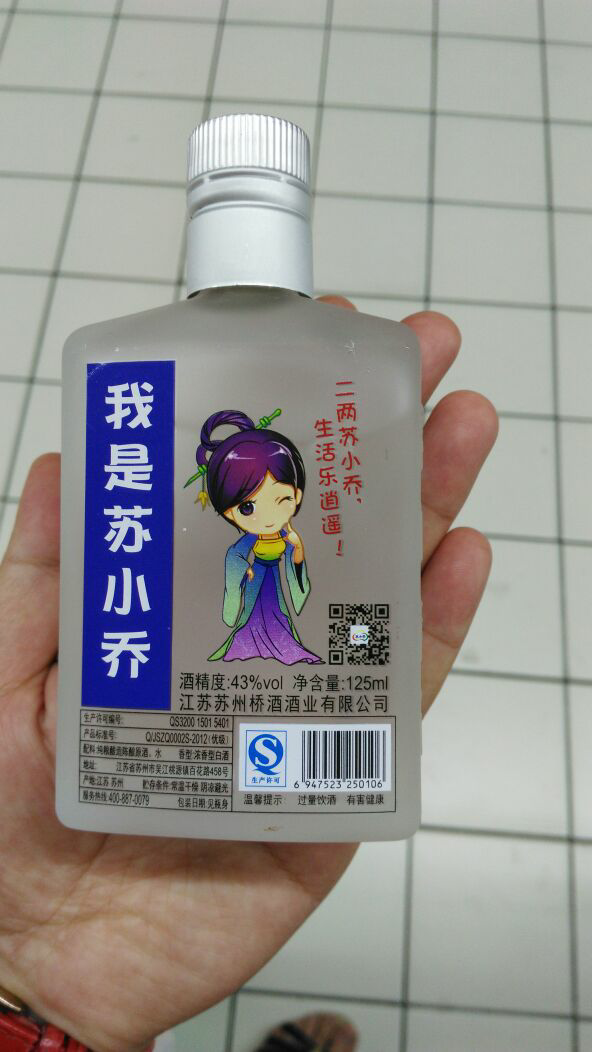 我是苏小乔
二两苏小乔，
生活乐逍遥！
酒精度:43%vol 净含量:125ml
江苏苏州桥酒酒业有限公司
生产许可编号: QS3200 1501 5401
产品标准号: Q/JSZQ0002S-2012(优级)
配料:纯粮酿造陈酿原酒、水 香型:浓香型白酒
地址: 江苏省苏州市吴江桃源镇百花路458号
产地:江苏 苏州 贮存条件:常温干燥 阴凉避光
服务热线:400-887-0079 包装日期:见瓶身
QS
生产许可
6 947523 250106
温馨提示: 过量饮酒 有害健康